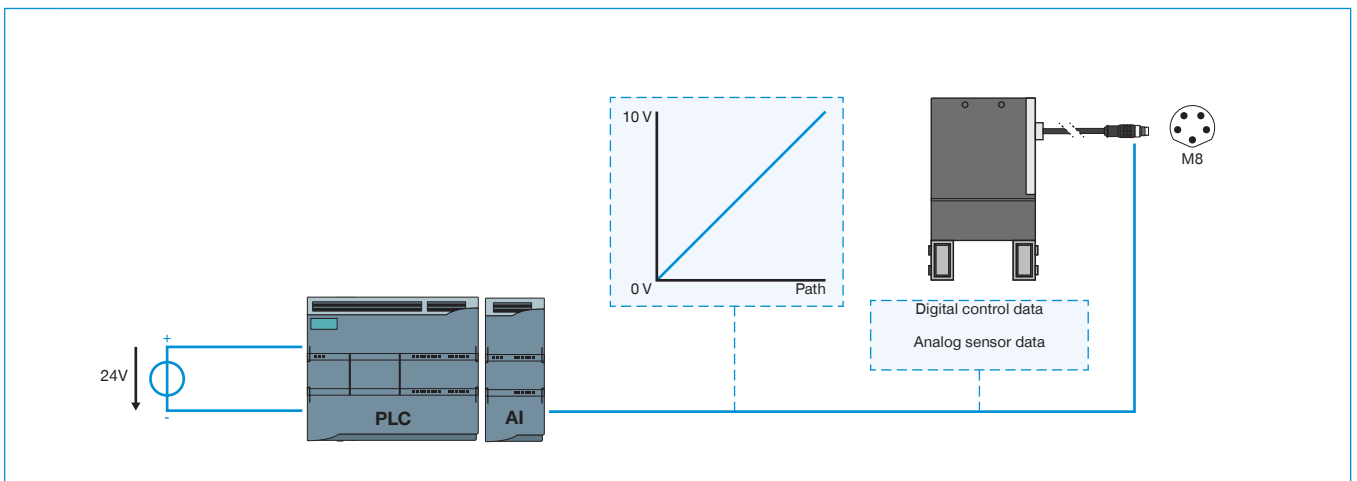 10 V
0 V
Path
M8
Digital control data
Analog sensor data
+
24V
-
PLC
AI